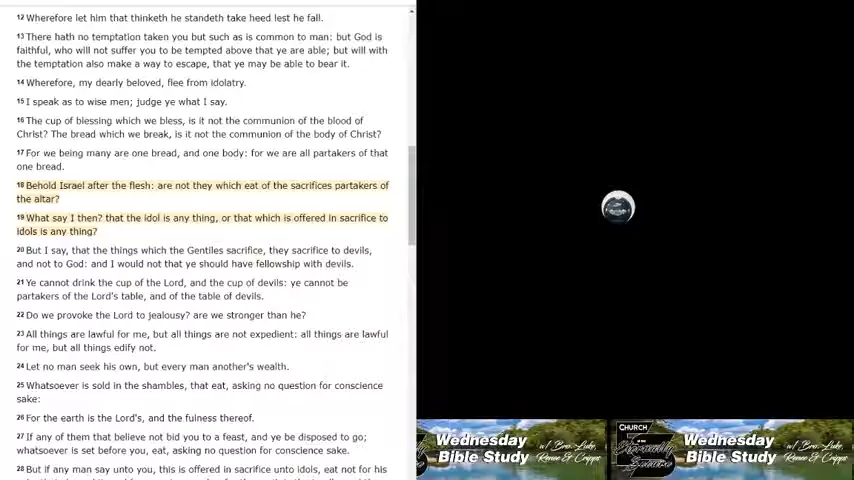 12 Wherefore let him that thinketh he standeth take heed lest he fall.
13 There hath no temptation taken you but such as is common to man: but God is
faithful, who will not suffer you to be tempted above that ye are able; but will with
the temptation also make a way to escape, that ye may be able to bear it.
14 Wherefore, my dearly beloved, flee from idolatry.
15 I speak as to wise men; judge ye what I say.
16 The cup of blessing which we bless, is it not the communion of the blood of
Christ? The bread which we break, is it not the communion of the body of Christ?
17 For we being many are one bread, and one body: for we are all partakers of that
one bread.
18 Behold Israel after the flesh: are not they which eat of the sacrifices partakers of
the altar?
19 What say I then? that the idol is any thing, or that which is offered in sacrifice to
idols is any thing?
20 But I say, that the things which the Gentiles sacrifice, they sacrifice to devils,
and not to God: and I would not that ye should have fellowship with devils.
21 Ye cannot drink the cup of the Lord, and the cup of devils: ye cannot be
partakers of the Lord's table, and of the table of devils.
22 Do we provoke the Lord to jealousy? are we stronger than he?
23 All things are lawful for me, but all things are not expedient: all things are lawful
for me, but all things edify not.
24 Let no man seek his own, but every man another's wealth.
25 Whatsoever is sold in the shambles, that eat, asking no question for conscience
sake:
26 For the earth is the Lord's, and the fulness thereof.
27 If any of them that believe not bid you to a feast, and ye be disposed to go;
whatsoever is set before you, eat, asking no question for conscience sake.
28 But if any man say unto you, this is offered in sacrifice unto idols, eat not for his
Wednesday
Bible Study
w/ Bro. Luke,
Renee & Cripps
CHURCH
Eternally
Secure
Wednesday
Bible Study
w/ Bro. Luke,
Renee & Cripps